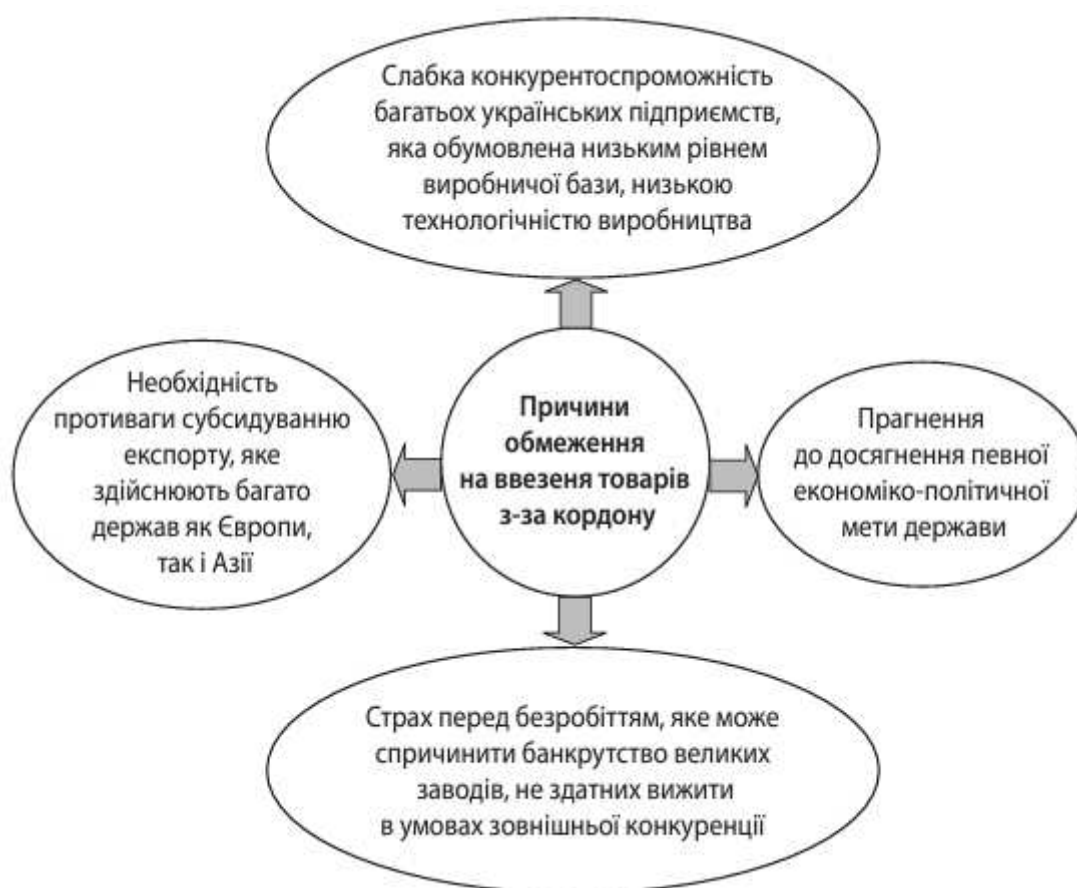 Слабка конкурентоспроможність
багатьох українських підприємств,
яка обумовлена низьким рівнем
виробничої бази, низькою
технологічністю виробництва
Необхідність
противаги субсидуванню
експорту, яке
здійснюють багато
держав як Європи,
так і Азії
Причини
обмеження
на ввезеня товарів
з-за кордону
Прагнення
до досягнення певної
економіко-політичної
мети держави
Страх перед безробіттям, яке може
спричинити банкрутство великих
заводів, не здатних вижити
в умовах зовнішньої конкуренції